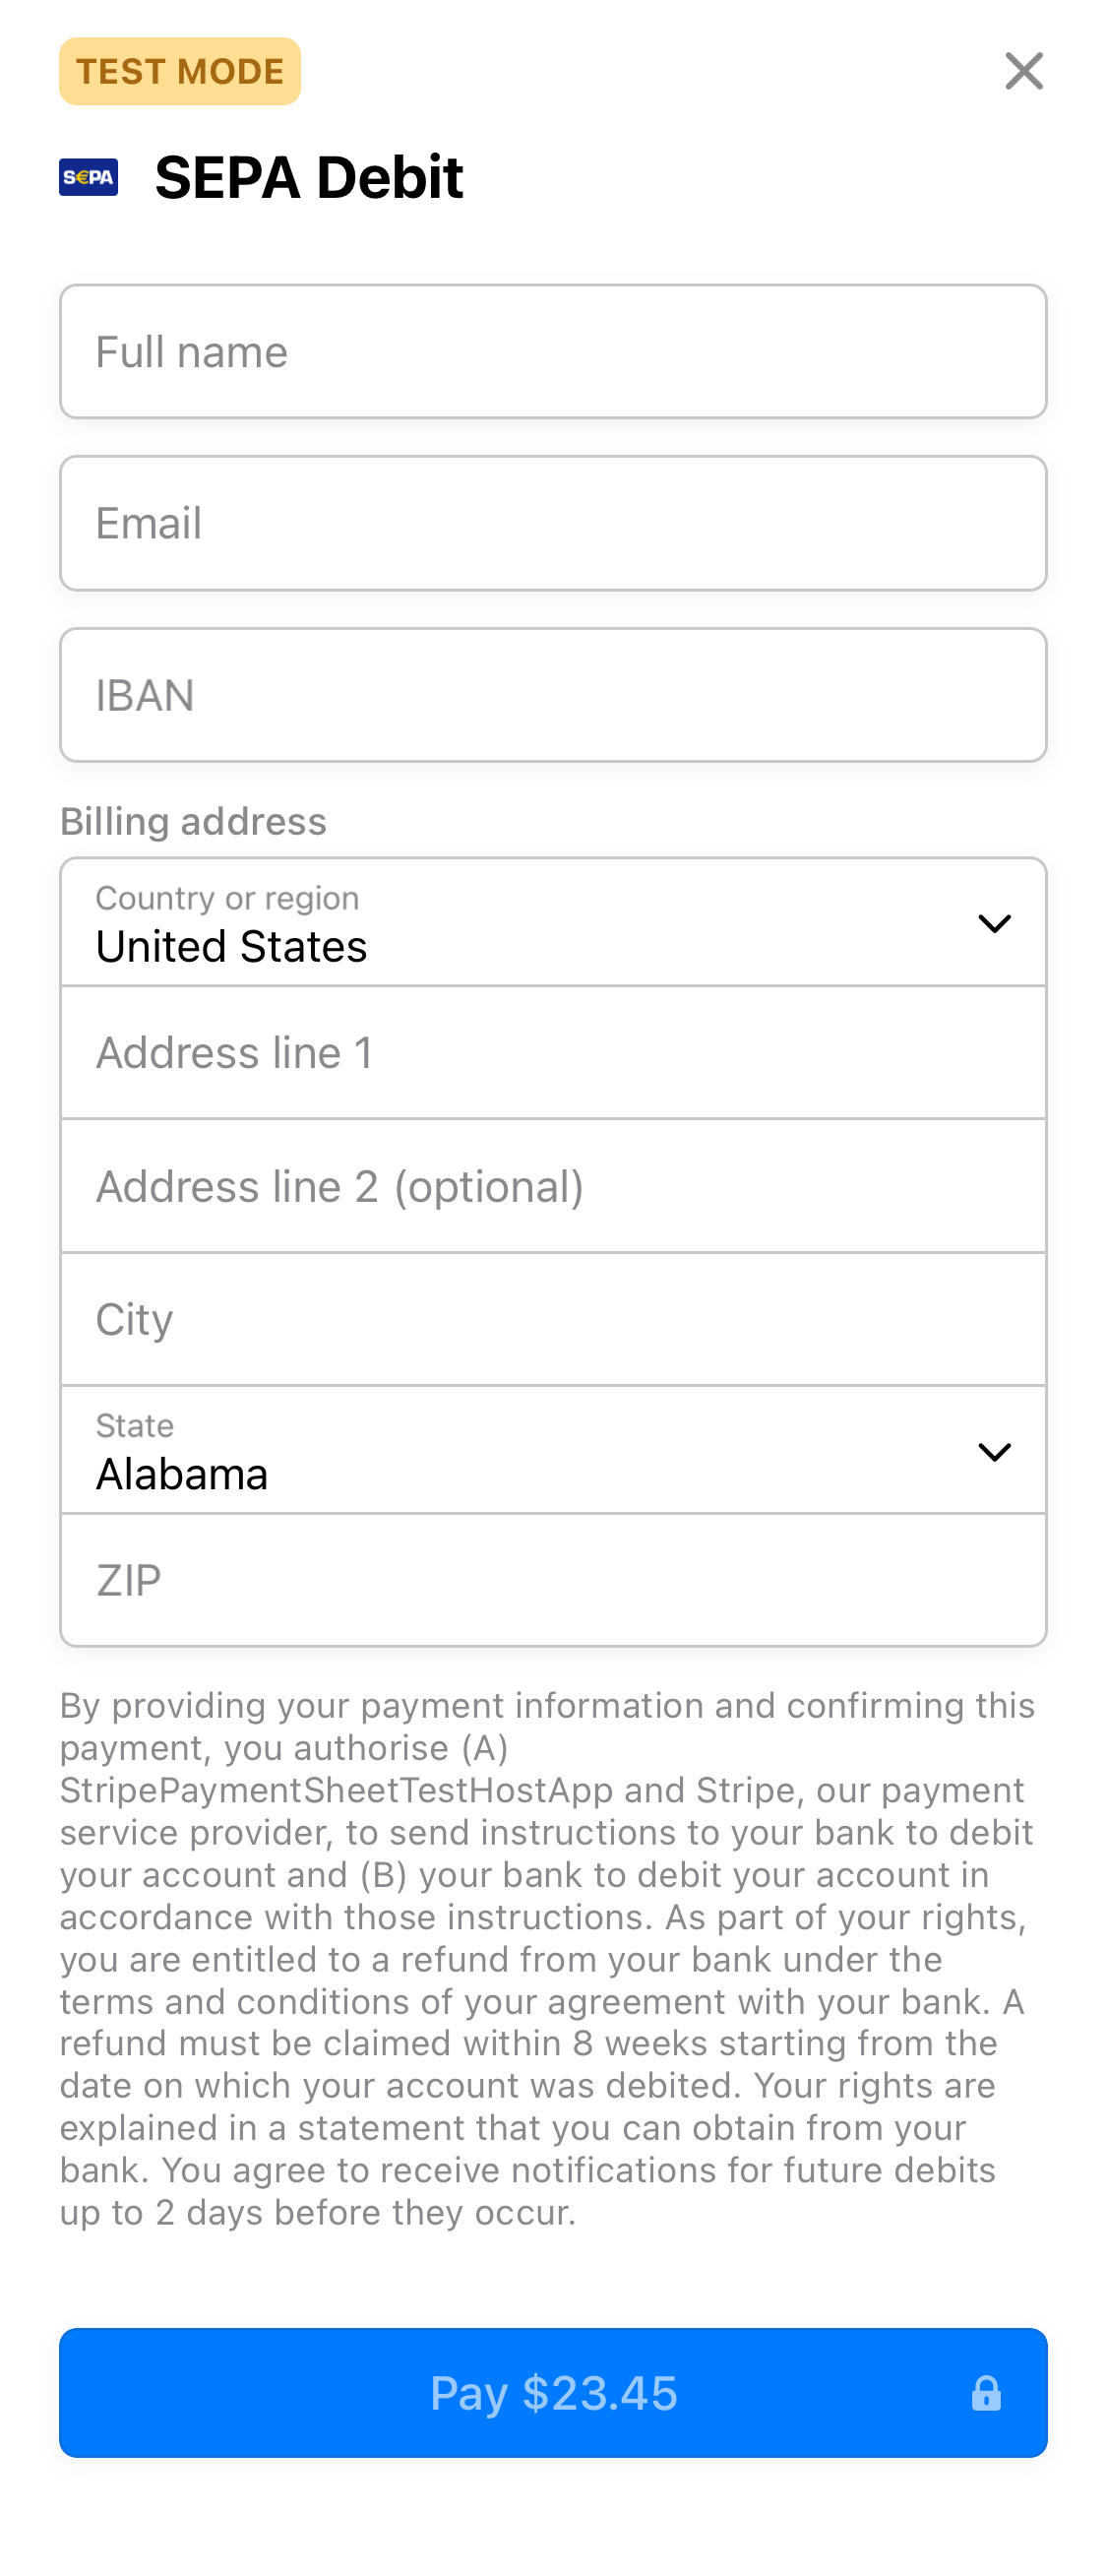 TEST MODE
S€PA SEPA Debit
Full name
Email
IBAN
Billing address
Country or region
United States
Address line 1
Address line 2 (optional)
City
State
Alabama
ZIP
By providing your payment information and confirming this
payment, you authorise (A)
StripePaymentSheetTestHostApp and Stripe, our payment
service provider, to send instructions to your bank to debit
your account and (B) your bank to debit your account in
accordance with those instructions. As part of your rights,
you are entitled to a refund from your bank under the
terms and conditions of your agreement with your bank. A
refund must be claimed within 8 weeks starting from the
date on which your account was debited. Your rights are
explained in a statement that you can obtain from your
bank. You agree to receive notifications for future debits
up to 2 days before they occur.
Pay $23.45